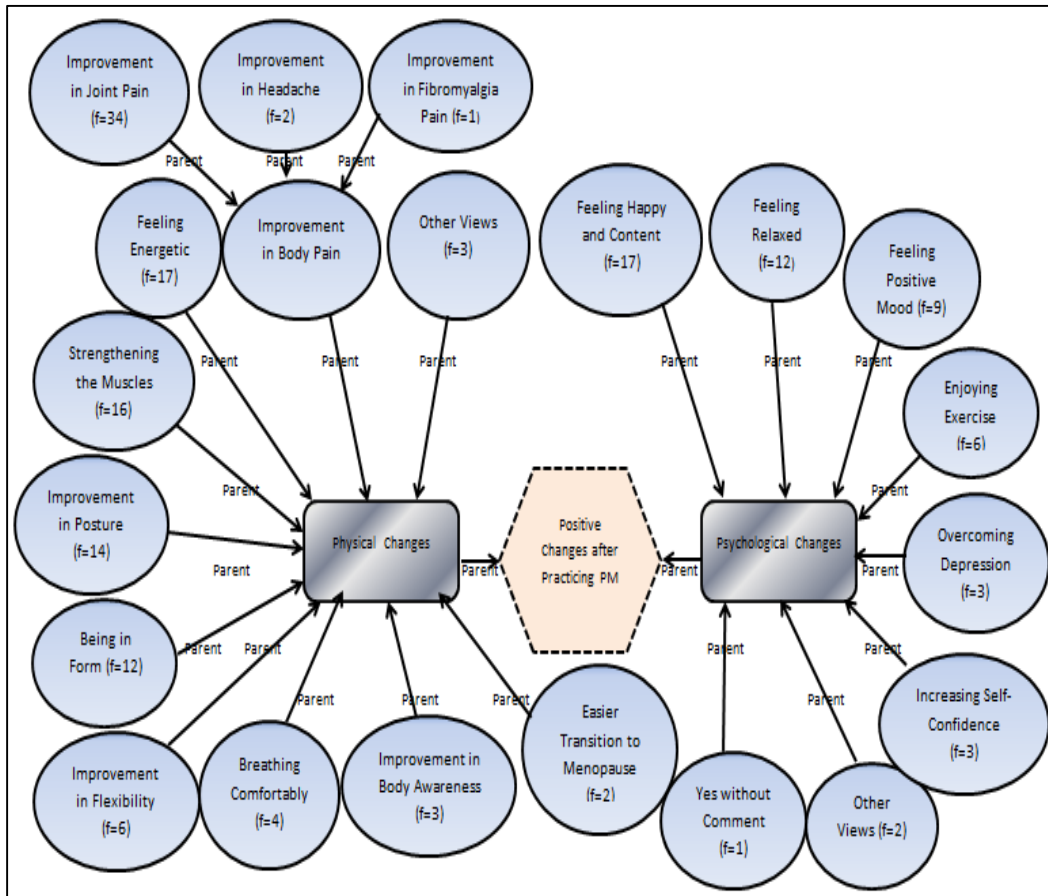 Improvement
in Joint Pain
(f=34)
Improvement
in Headache
(f=2)
Improvement
in Fibromyalgia
Pain (f=1)
Parent
Parent
Parent
Feeling
Energetic
(f=17)
Improvement
in Body Pain
Other Views
(f=3)
Feeling Happy
and Content
(f=17)
Feeling
Relaxed
(f=12)
Feeling
Positive
Mood (f=9)
Parent
Parent
Parent
Parent
Parent
Parent
Strengthening
the Muscles
(f=16)
Enjoying
Exercise
(f=6)
Parent
Parent
Improvement
in Posture
(f=14)
Parent
Physical Changes
Parent
Positive
Changes after
Practicing PM
Parent
Psychological Changes
Parent
Overcoming
Depression
(f=3)
Being in
Form (f=12)
Parent
Parent
Parent
Parent
Parent
Parent
Parent
Parent
Increasing Self-
Confidence
(f=3)
Improvement
in Flexibility
(f=6)
Breathing
Comfortably
(f=4)
Improvement in
Body Awareness
(f=3)
Easier
Transition to
Menopause
(f=2)
Yes without
Comment
(f=1)
Other
Views (f=2)